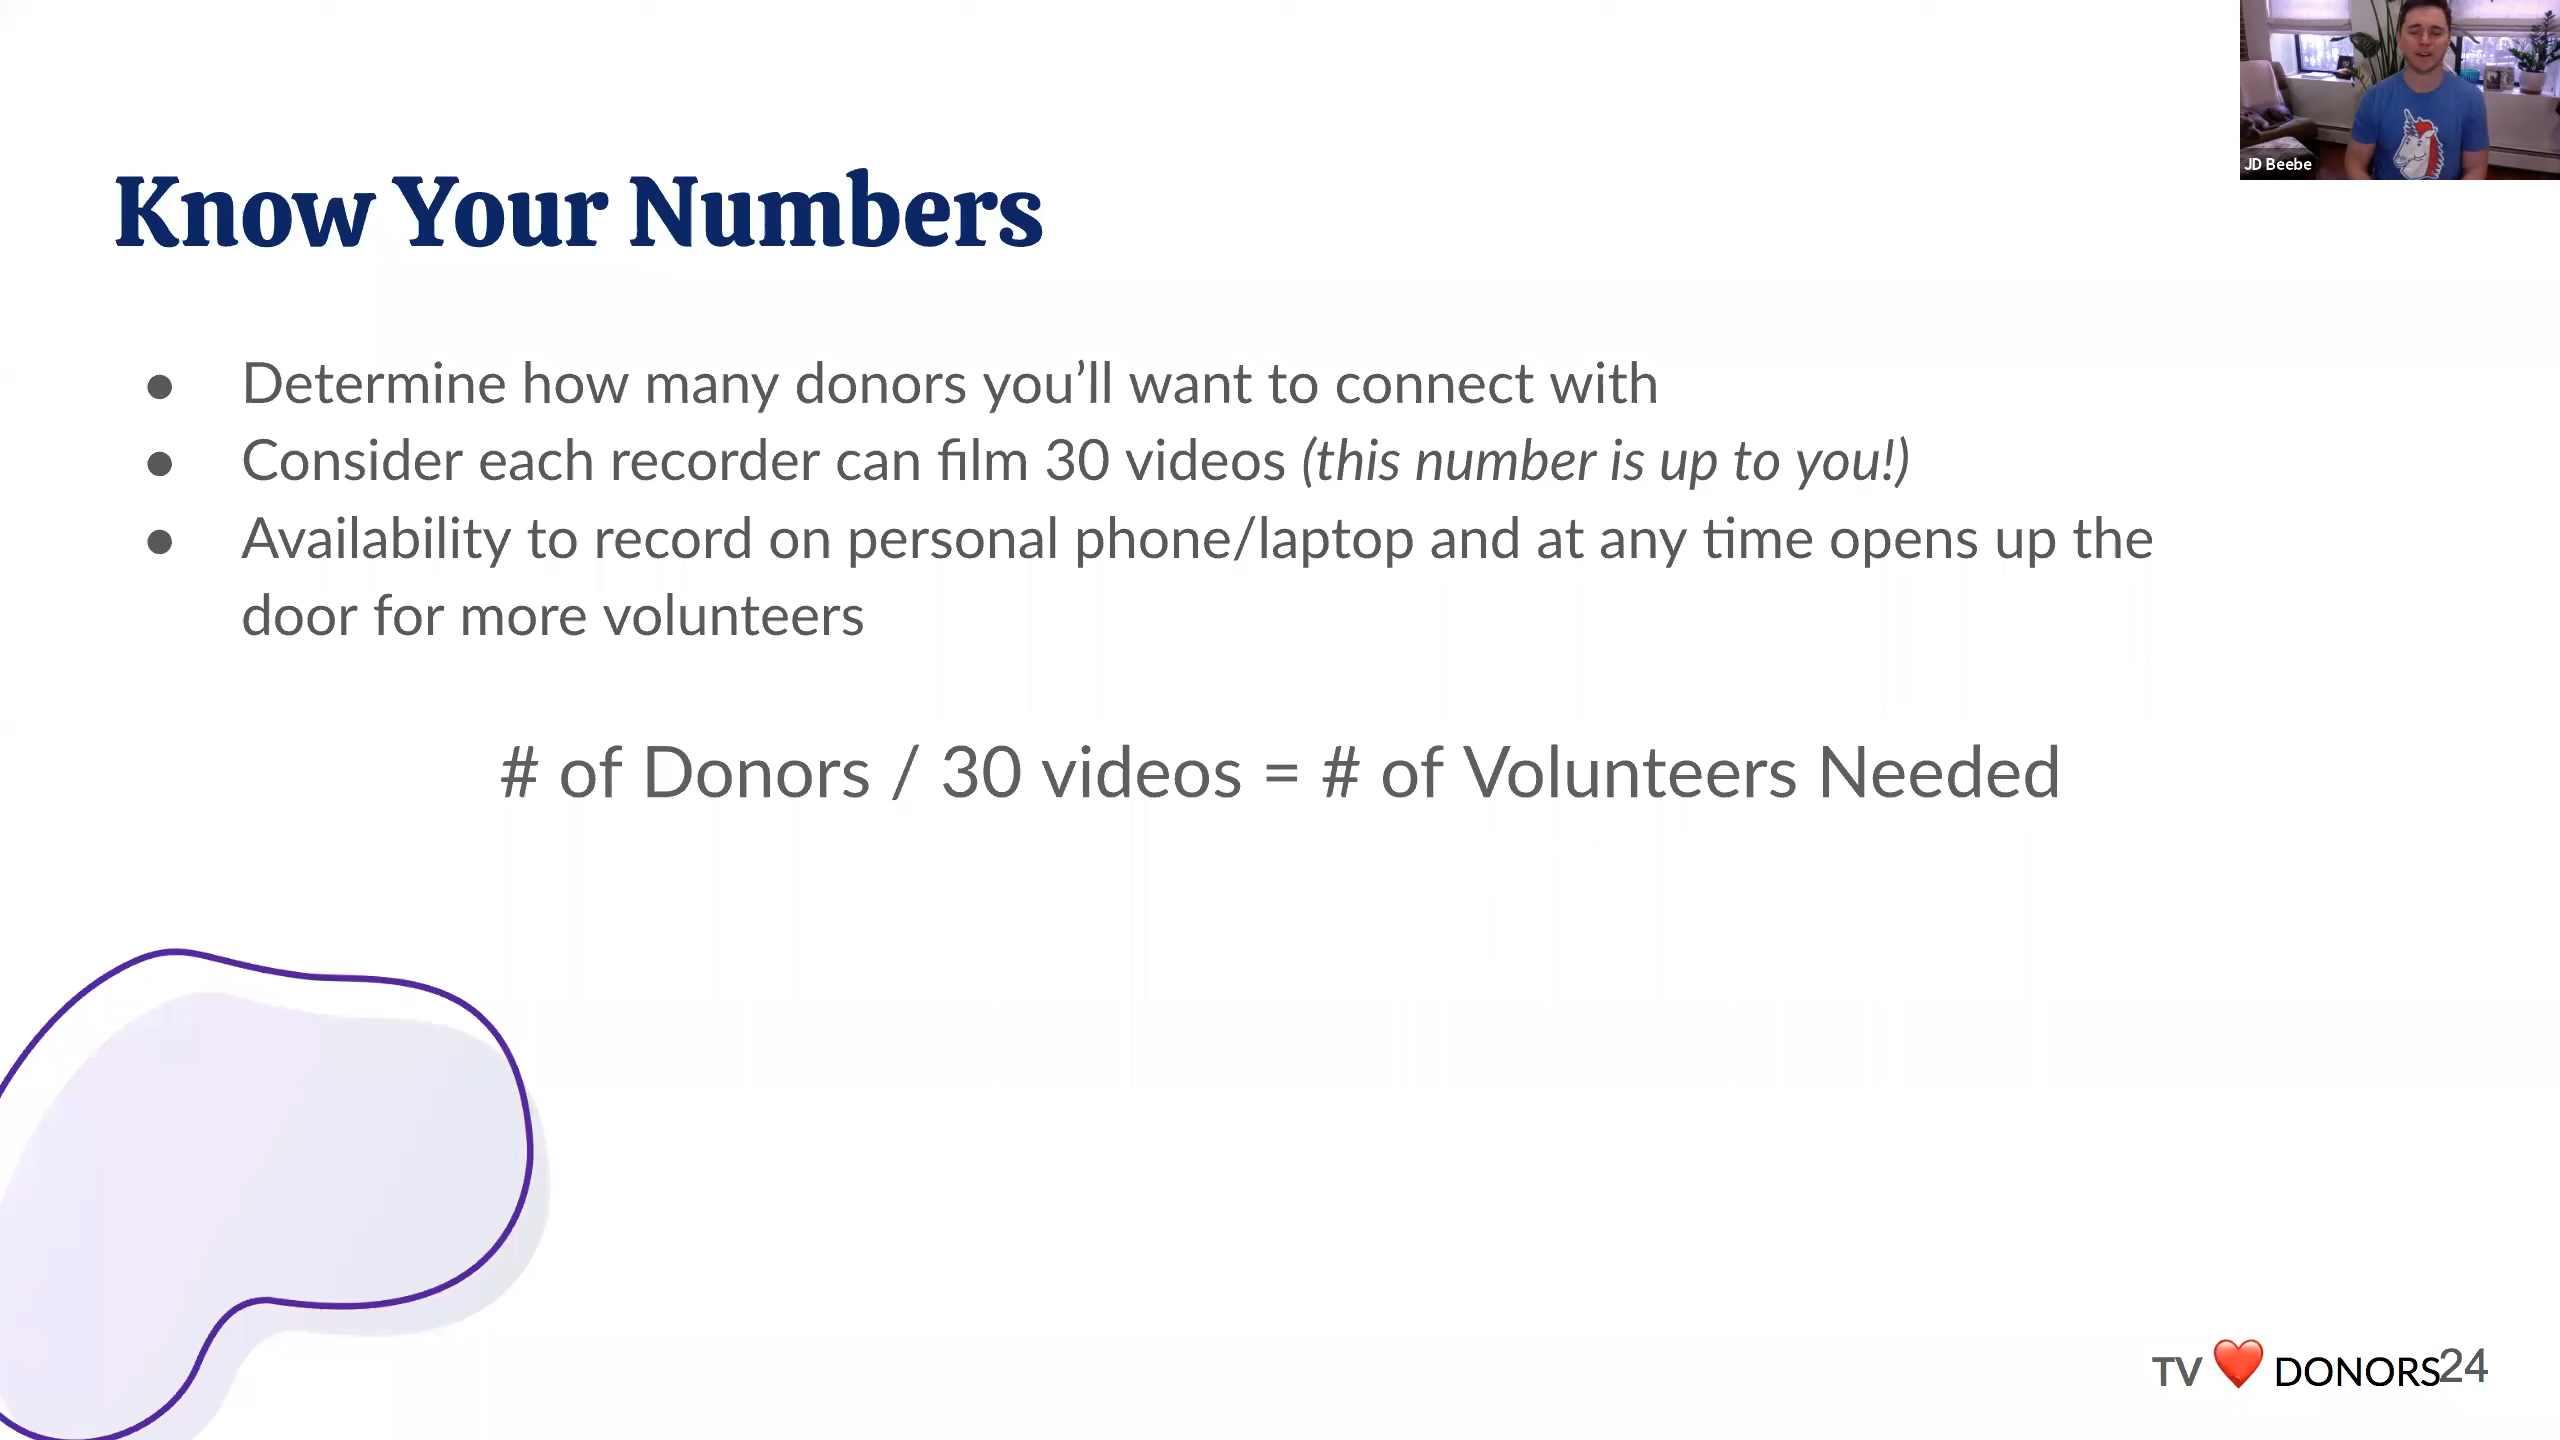 JD Beebe
Know Your Numbers
● Determine how many donors you’ll want to connect with
● Consider each recorder can film 30 videos (this number is up to you!)
● Availability to record on personal phone/laptop and at any time opens up the
door for more volunteers
# of Donors / 30 videos = # of Volunteers Needed
TV ❤️ DONORS24